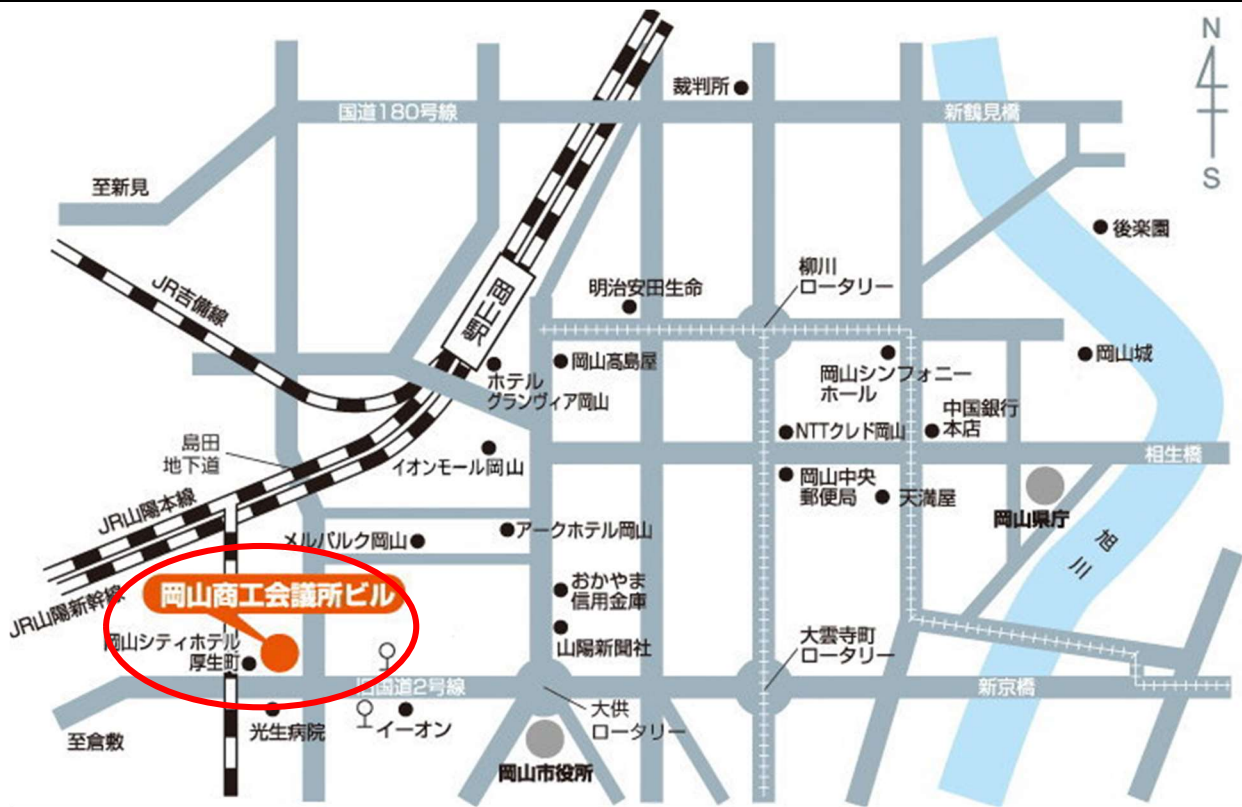 N
S
裁判所
国道180号線
新鶴見橋
至新見
後楽園
JR吉備線
岡山駅
明治安田生命
柳川
ロータリー
岡山髙島屋
ホテル
グランヴィア岡山
岡山シンフォニー
ホール
岡山城
中国銀行
本店
NTTクレド岡山
島田
地下道
イオンモール岡山
相生橋
岡山中央
郵便局
天満屋
岡山県庁
JR山陽本線
アークホテル岡山
メルパルク岡山
旭川
JR山陽新幹線
岡山商工会議所ビル
おかやま
信用金庫
岡山シティホテル
厚生町
山陽新聞社
大雲寺町
ロータリー
旧国道2号線
新京橋
至倉敷
光生病院
イーオン
大供
ロータリー
岡山市役所